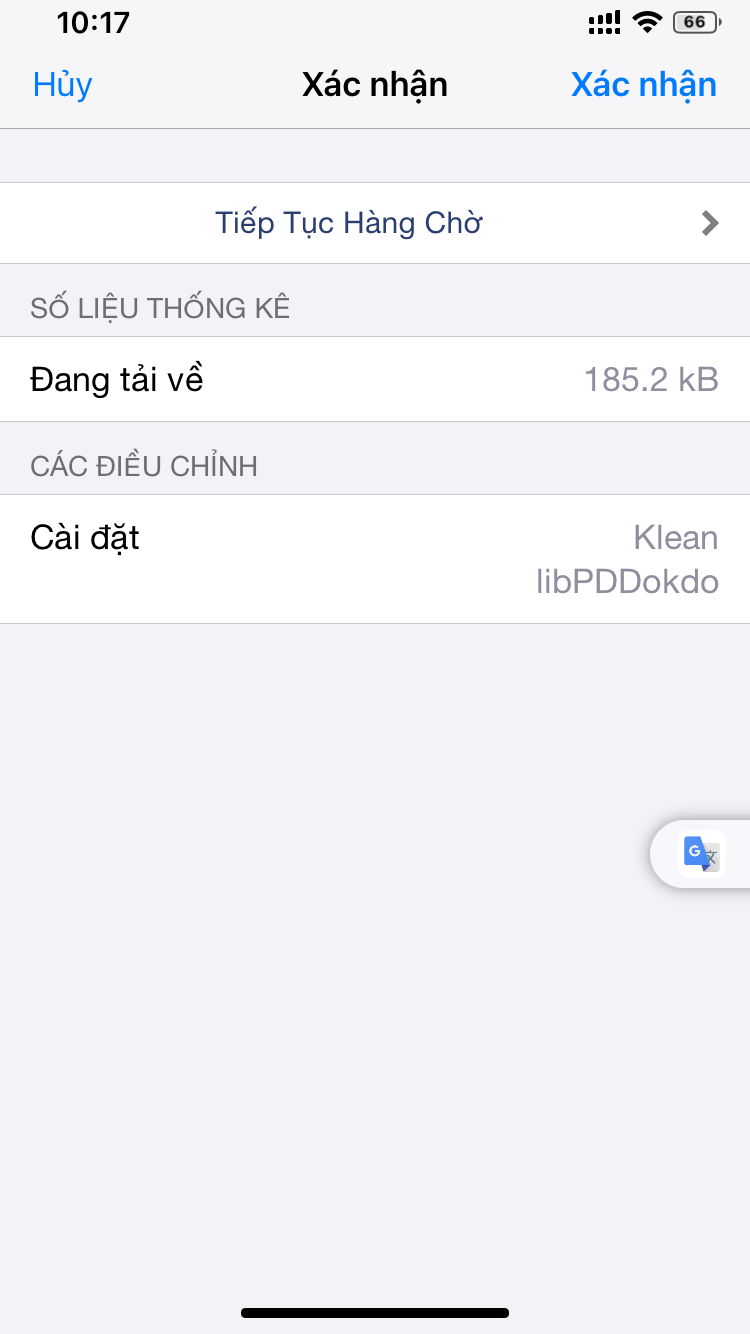 10:17
66
Hủy
Xác nhận
Xác nhận
Tiếp Tục Hàng Chờ
SỐ LIỆU THỐNG KÊ
Đang tải về
185.2 kB
CÁC ĐIỀU CHỈNH
Cài đặt
Klean
libPDDokdo
G 文